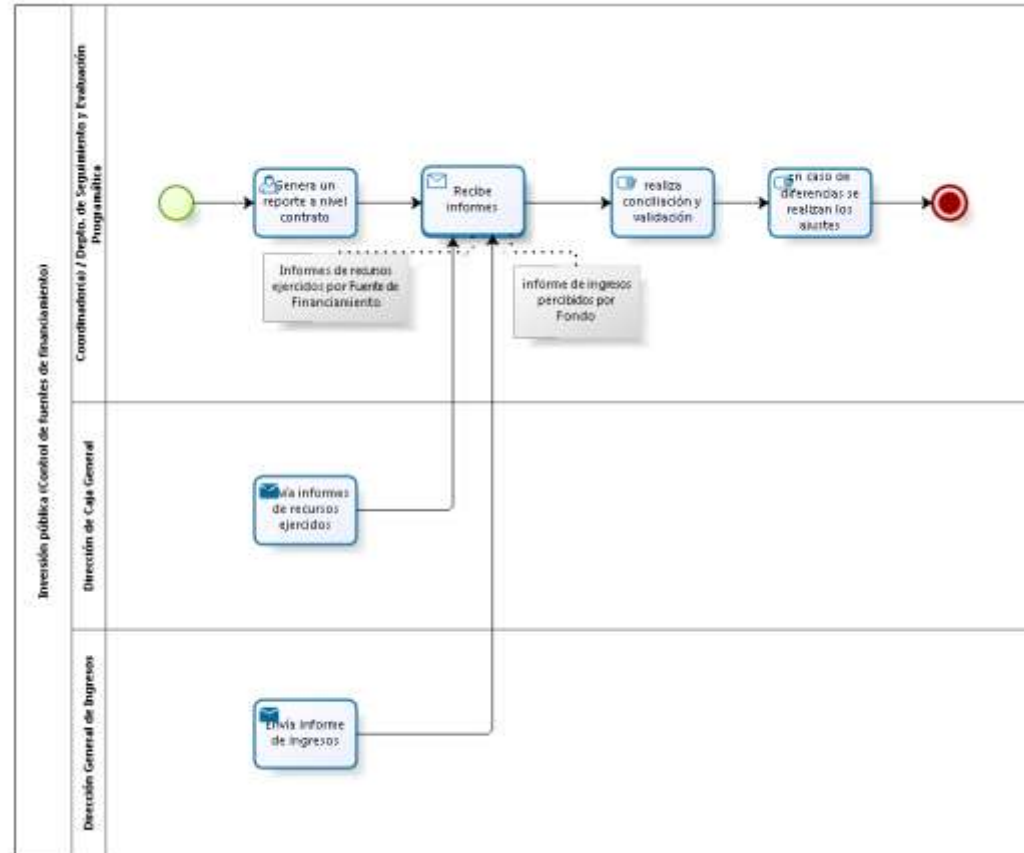 Inversión pública (Control de fuentes de financiamiento)
Coordinador(a) / Depto. de Seguimiento y Evaluación
Programática
Genera un
reporte a nivel
contrato
Recibe
informes
realiza
conciliación y
validación
en caso de
diferencias se
realizan los
ajustes
Informes de recursos
ejercidos por Fuente de
Financiamiento
informe de ingresos
percibidos por
Fondo
Dirección de Caja General
Envía informes
de recursos
ejercidos
Dirección General de Ingresos
Envía informe
de ingresos